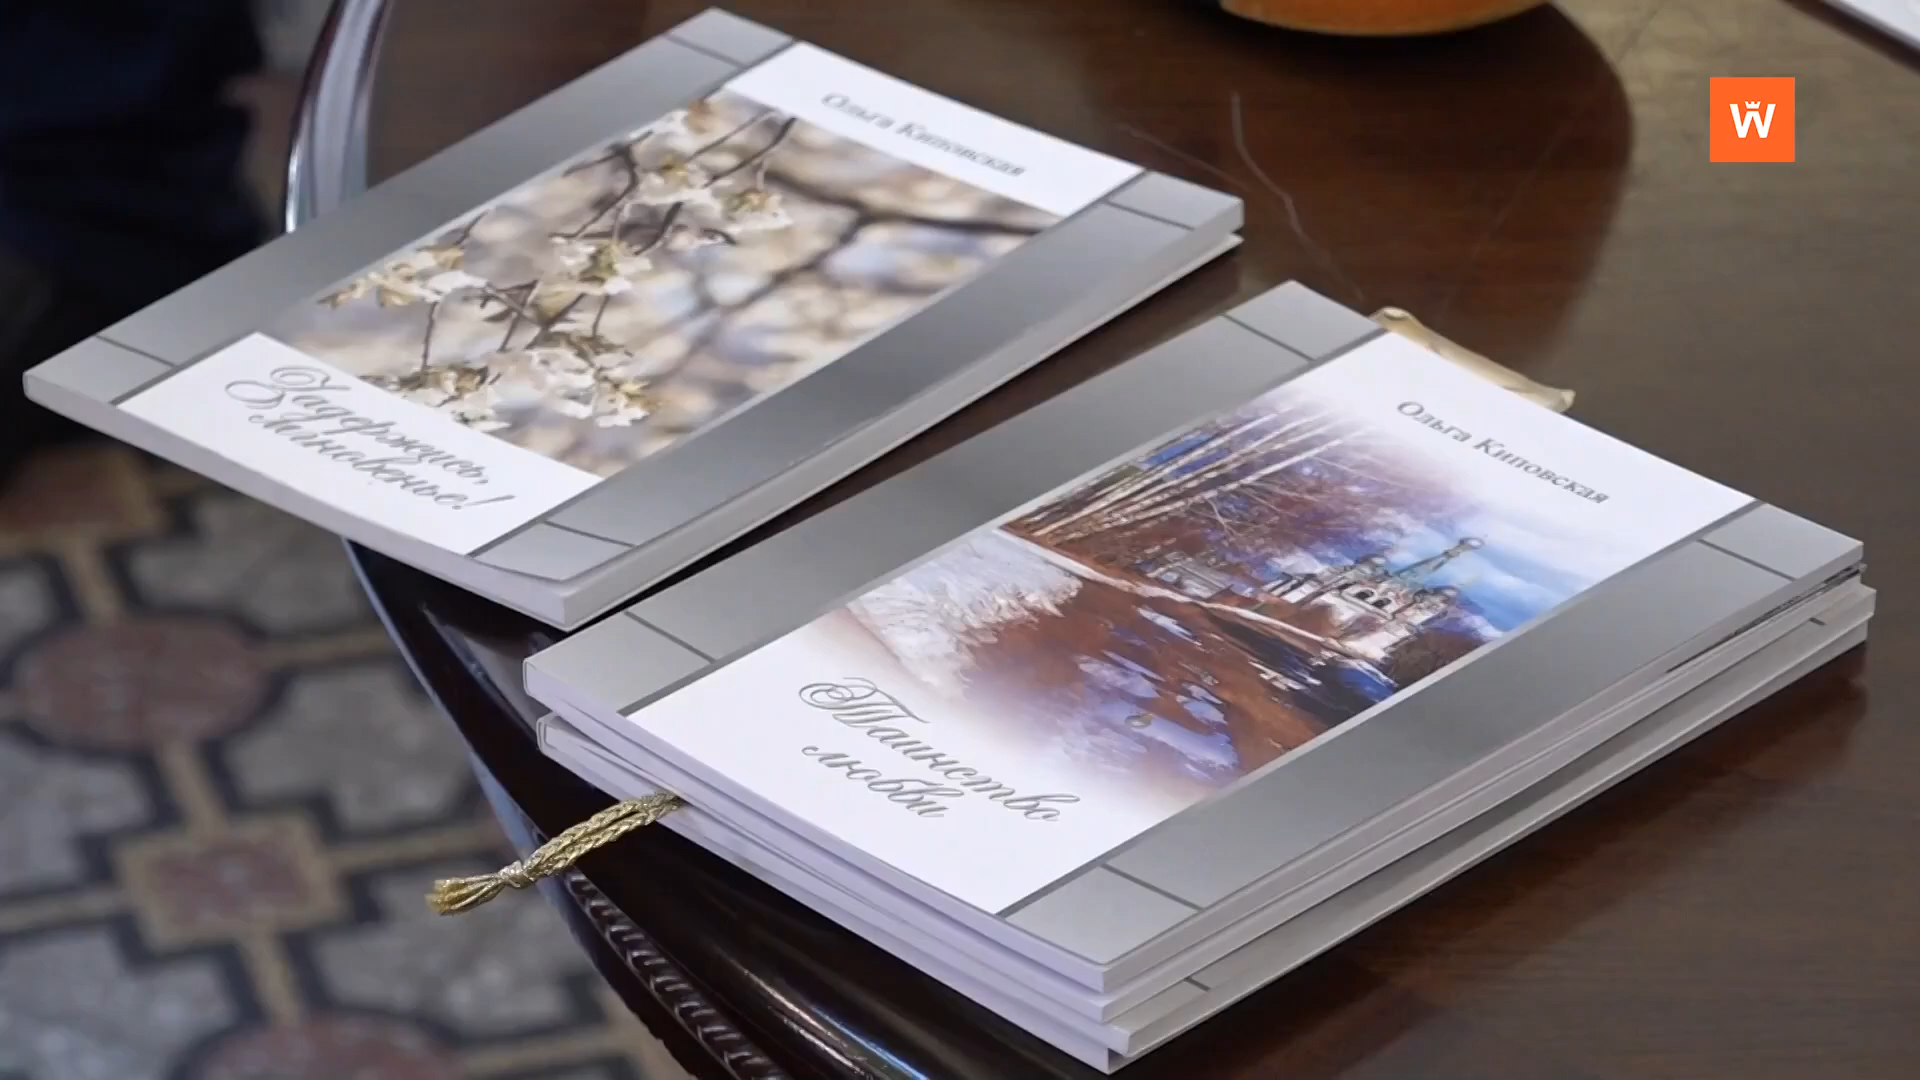 Ольга Киповская
Задержись,
мгновенье!
W
Ольга Киповская
Таинство
любви